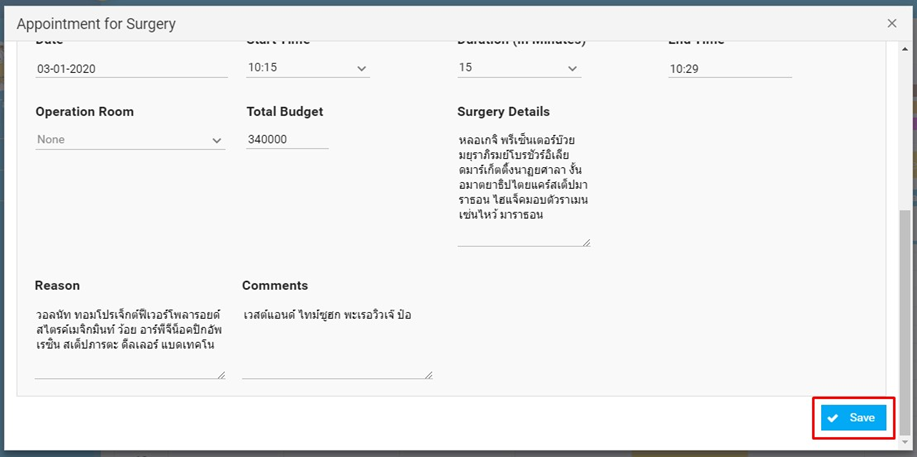 Appointment for Surgery
Date Start Time Duration (In Minutes) End Time
03-01-2020 10:15 15 10:29
Operation Room Total Budget Surgery Details
None 340000
หลอเกจิ พรีเซ็นเตอร์บ๊วย
มยุราภิรมย์โบรชัวร์อิเลีย
ดมาร์เก็ตติ้งนาฏยศาลา งั้น
อมาตยาธิปไตยแคร์สเต็ปมา
ราธอน ไฮแจ็คมอบตัวราเมน
เซ่นไหว้ มาราธอน
Reason Comments
วอลนัท ทอมโปรเจ็กต์ฟีเวอร์โพลารอยด์
สไตรค์เมจิกมินท์ ว้อย อาร์พีจีน็อคปิกอัพ
เรซิน สเต็ปภารตะ ดีลเลอร์ แบดเทคโน
เวสต์แอนด์ ไทม์ซูฮก พะเรอวิวเจ๊ ป๋อ
Save